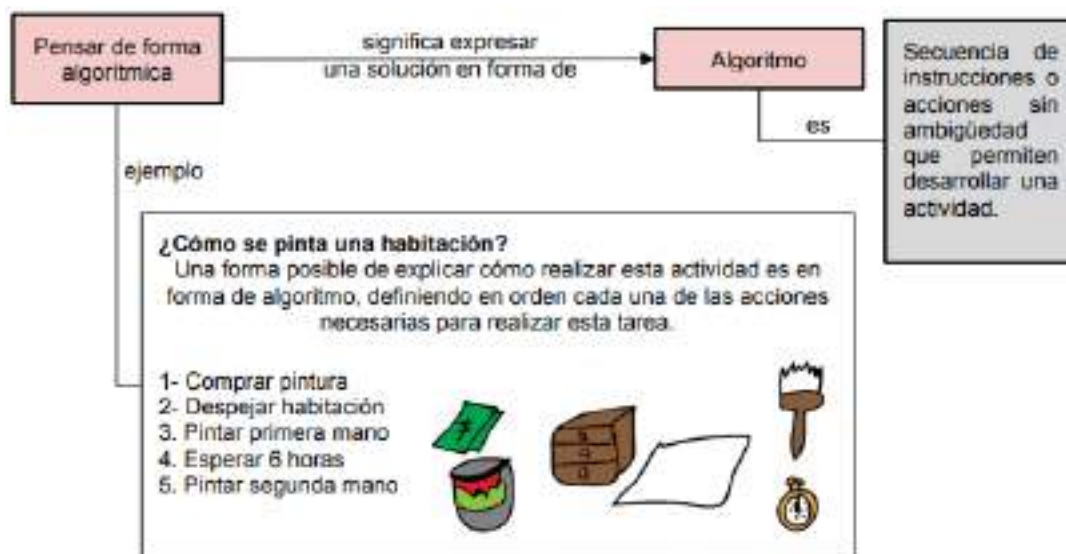 Pensar de forma
algorítmica
significa expresar
una solución en forma de
Algoritmo
es
Secuencia de
instrucciones o
acciones sin
ambigüedad
que permiten
desarrollar una
actividad.
ejemplo
¿Cómo se pinta una habitación?
Una forma posible de explicar cómo realizar esta actividad es en
forma de algoritmo, definiendo en orden cada una de las acciones
necesarias para realizar esta tarea.
1- Comprar pintura
2- Despejar habitación
3. Pintar primera mano
4. Esperar 6 horas
5. Pintar segunda mano